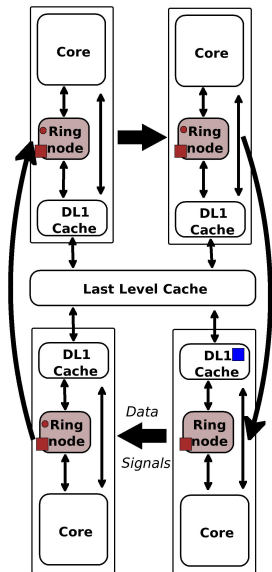 Core
Core
Ring
node
Ring
node
DL1
Cache
DL1
Cache
Last Level Cache
DL1
Cache
DL1
Cache
Data
Signals
Ring
node
Ring
node
Core
Core